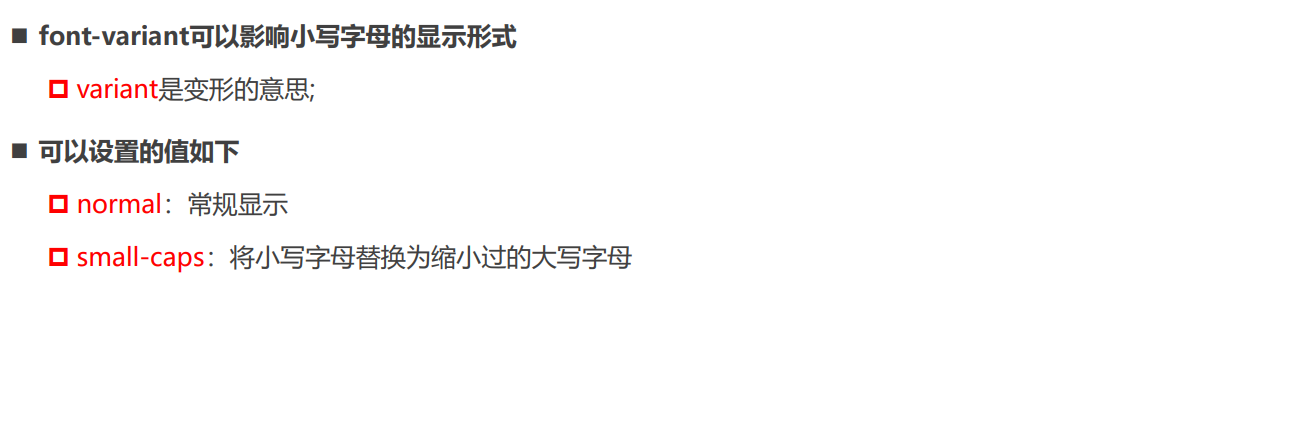 ■ font-variant可以影响小写字母的显示形式
variant是变形的意思;
■ 可以设置的值如下
normal：常规显示
small-caps：将小写字母替换为缩小过的大写字母